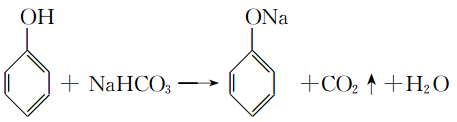 OH ONa
+ NaHCO₃ ⟶ +CO₂↑+H₂O